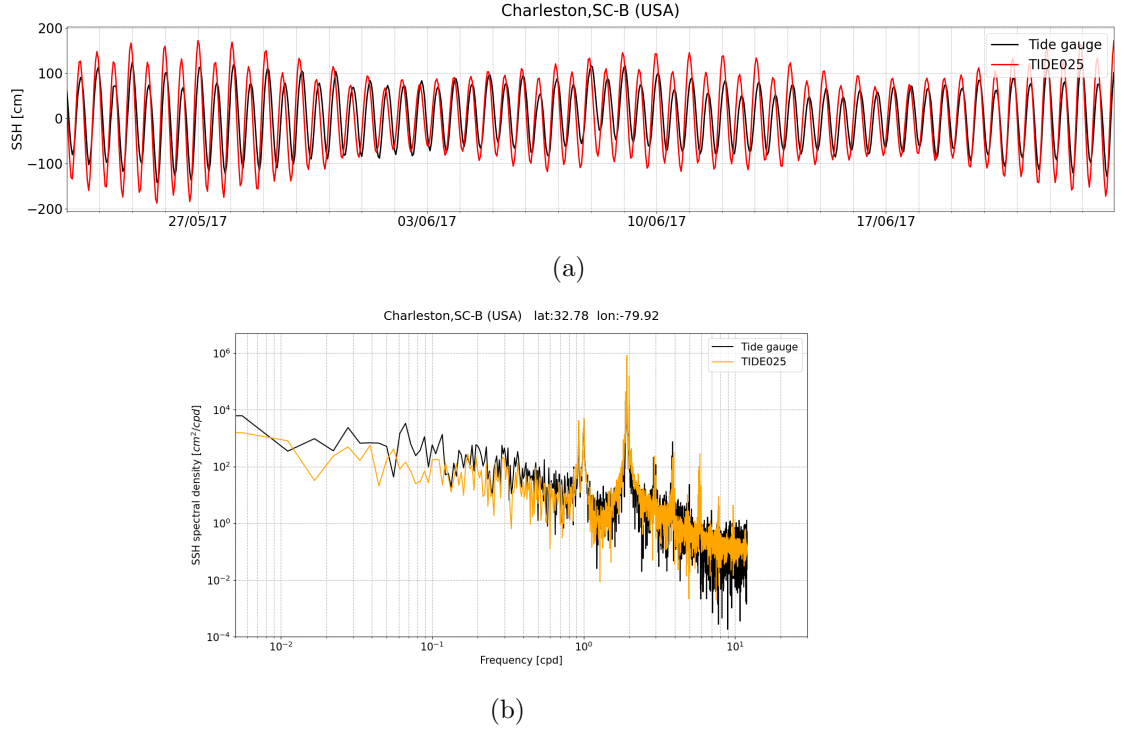 Charleston,SC-B (USA)
200
100
0
−100
−200
SSH [cm]
Tide gauge
TIDE025
27/05/17
03/06/17
10/06/17
17/06/17
(a)
Charleston,SC-B (USA) lat:32.78 lon:-79.92
10⁶
10⁴
10²
10⁰
10⁻²
10⁻⁴
SSH spectral density [cm²/cpd]
Tide gauge
TIDE025
10⁻²
10⁻¹
10⁰
10¹
Frequency [cpd]
(b)